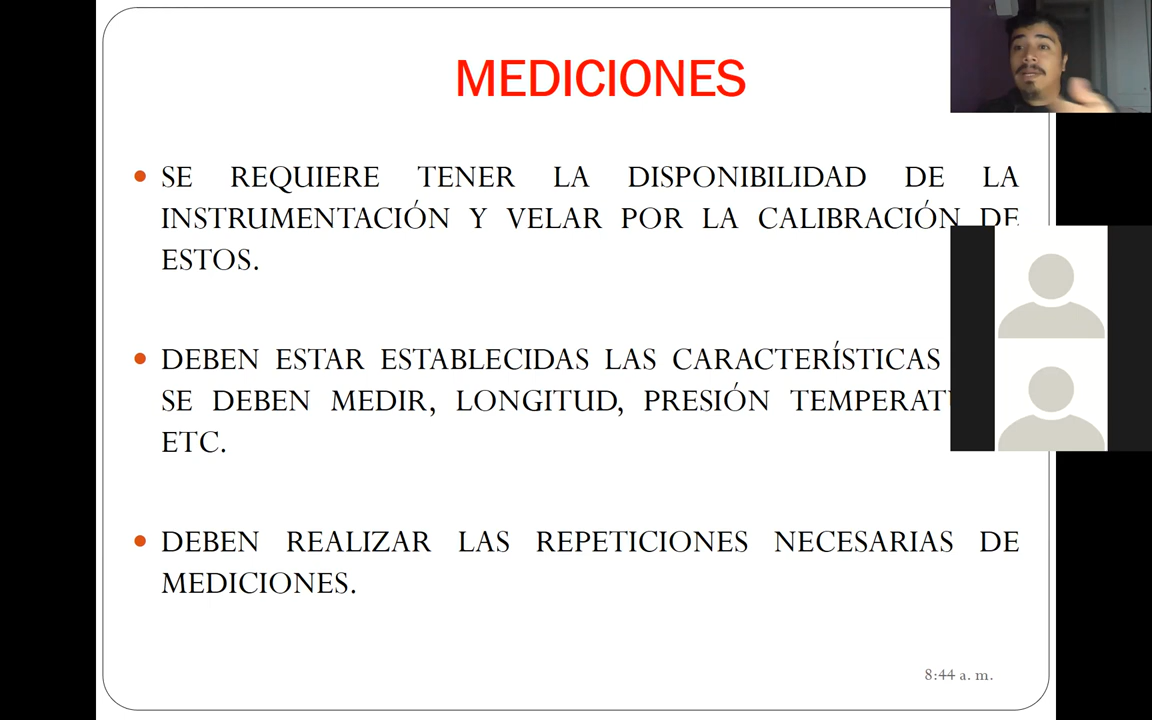 MEDICIONES
• SE REQUIERE TENER LA DISPONIBILIDAD DE LA
INSTRUMENTACIÓN Y VELAR POR LA CALIBRACIÓN DE
ESTOS.
• DEBEN ESTAR ESTABLECIDAS LAS CARACTERÍSTICAS
SE DEBEN MEDIR, LONGITUD, PRESIÓN
ETC.
• DEBEN REALIZAR LAS REPETICIONES NECESARIAS DE
MEDICIONES.
8:44 a. m.